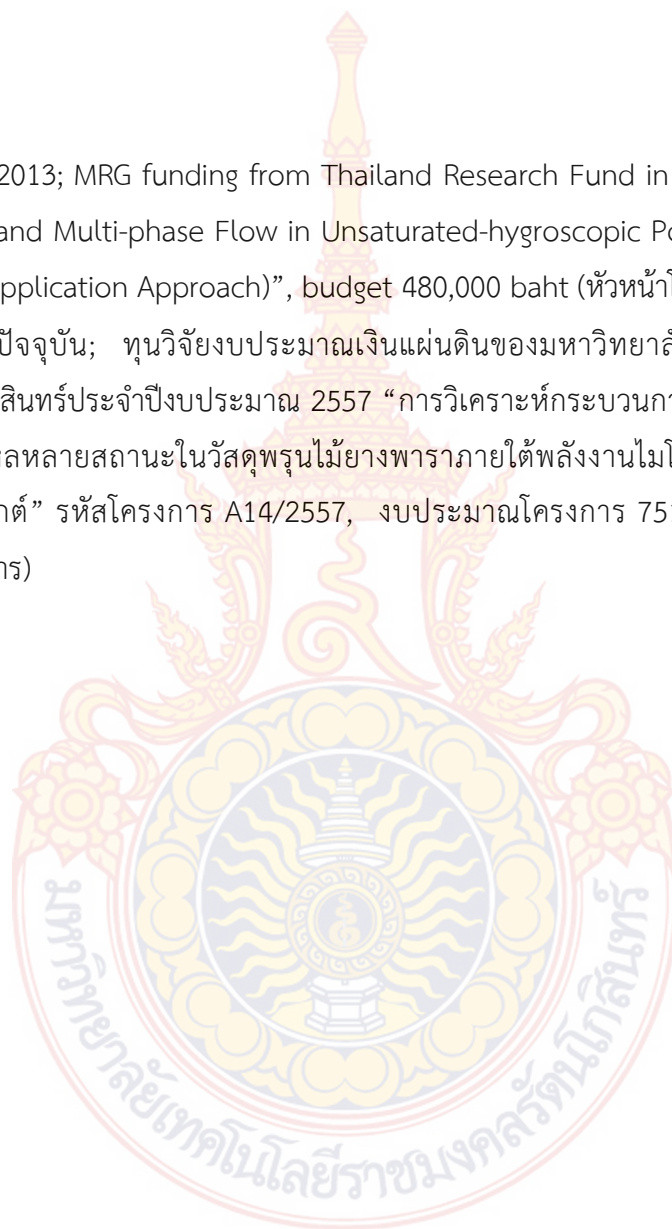 2013; MRG funding from Thailand Research Fund in
and Multi-phase Flow in Unsaturated-hygroscopic Po
pplication Approach)”, budget 480,000 baht (หัวหน้าโ
ปัจจุบัน; ทุนวิจัยงบประมาณเงินแผ่นดินของมหาวิทยาลั
สินทร์ประจำปีงบประมาณ 2557 “การวิเคราะห์กระบวนกา
ลหลายสถานะในวัสดุพรุนไม้ยางพาราภายใต้พลังงานไมโ
กต์” รหัสโครงการ A14/2557, งบประมาณโครงการ 75
าร)
มหาวิทยาลัยเทคโนโลยีราชมงคลรัตนโกสินทร์